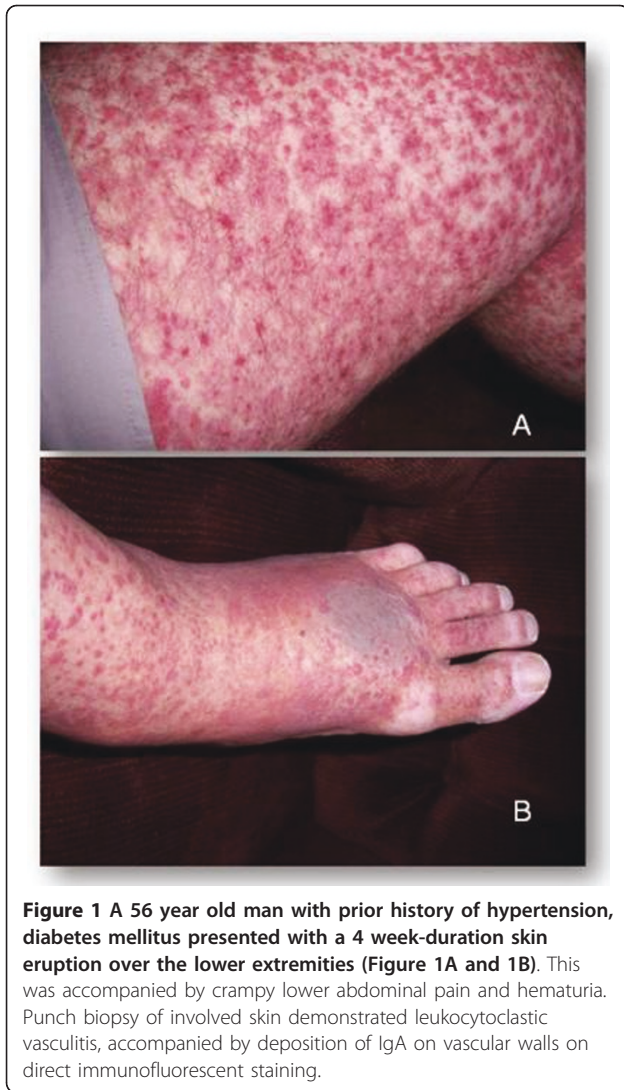 A
B
Figure 1 A 56 year old man with prior history of hypertension,
diabetes mellitus presented with a 4 week-duration skin
eruption over the lower extremities (Figure 1A and 1B). This
was accompanied by crampy lower abdominal pain and hematuria.
Punch biopsy of involved skin demonstrated leukocytoclastic
vasculitis, accompanied by deposition of IgA on vascular walls on
direct immunofluorescent staining.